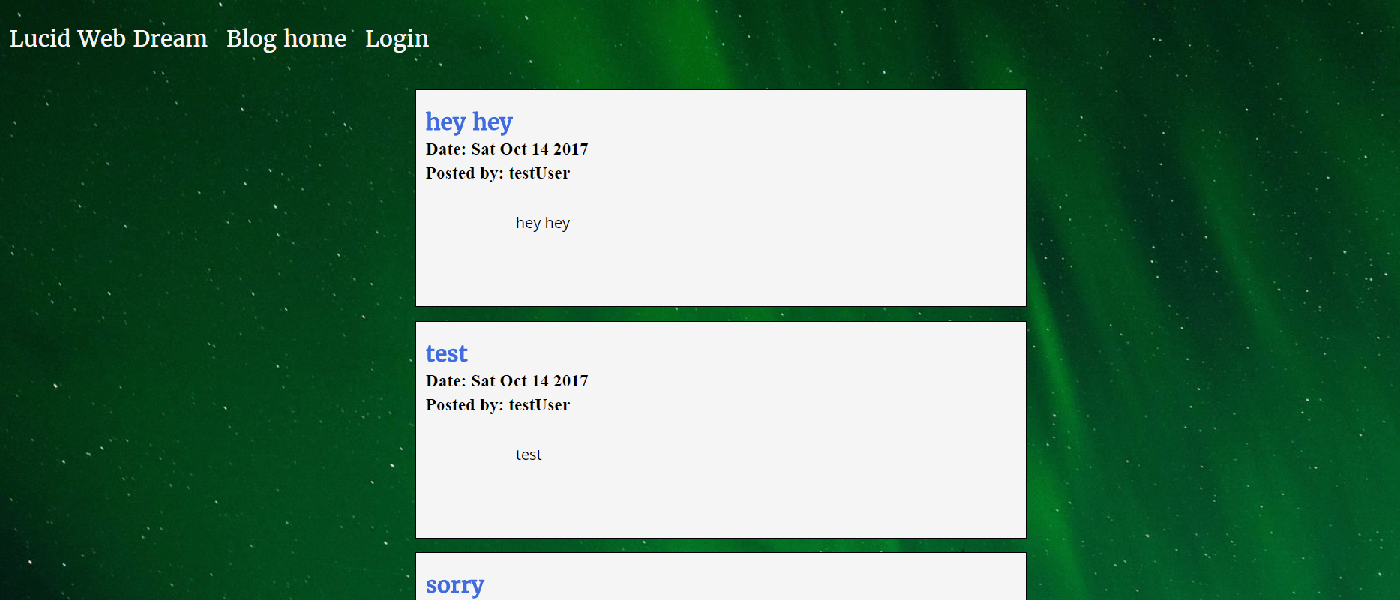 Lucid Web Dream Blog home Login
hey hey
Date: Sat Oct 14 2017
Posted by: testUser
hey hey
test
Date: Sat Oct 14 2017
Posted by: testUser
test
sorry